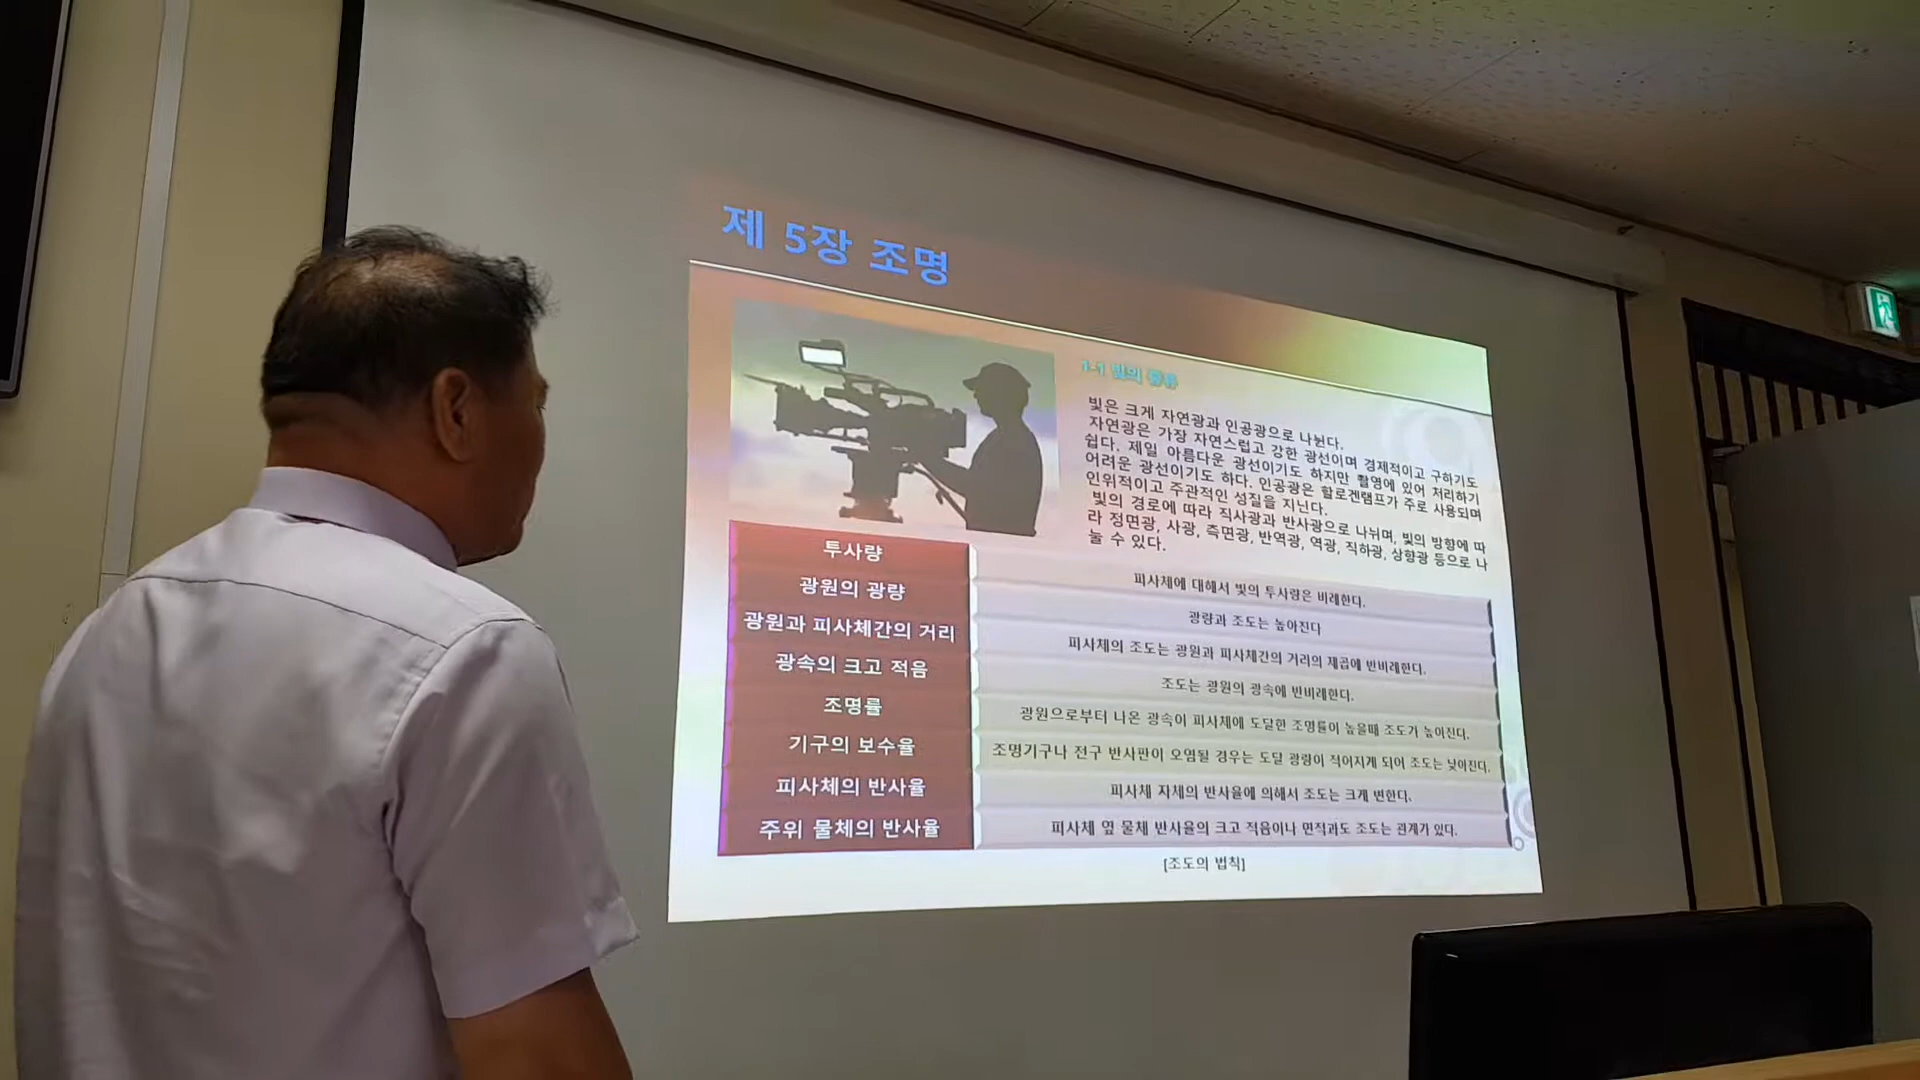 제 5장 조명
1-1 빛의 종류
빛은 크게 자연광과 인공광으로 나뉜다.
자연광은 가장 자연스럽고 강한 광선이며 경제적이고 구하기도
쉽다. 제일 아름다운 광선이기도 하지만 촬영에 있어 처리하기
어려운 광선이기도 하다. 인공광은 할로겐램프가 주로 사용되며
인위적이고 주관적인 성질을 지닌다.
빛의 경로에 따라 직사광과 반사광으로 나뉘며, 빛의 방향에 따
라 정면광, 사광, 측면광, 반역광, 역광, 직하광, 상향광 등으로 나
눌 수 있다.
투사량
피사체에 대해서 빛의 투사량은 비례한다.
광원의 광량
광량과 조도는 높아진다
광원과 피사체간의 거리
피사체의 조도는 광원과 피사체간의 거리의 제곱에 반비례한다.
광속의 크고 적음
조도는 광원의 광속에 반비례한다.
조명률
광원으로부터 나온 광속이 피사체에 도달한 조명률이 높을때 조도가 높아진다.
기구의 보수율
조명기구나 전구 반사판이 오염될 경우는 도달 광량이 적어지게 되어 조도는 낮아진다.
피사체의 반사율
피사체 자체의 반사율에 의해서 조도는 크게 변한다.
주위 물체의 반사율
피사체 옆 물체 반사율의 크고 적음이나 면적과도 조도는 관계가 있다.
[조도의 법칙]